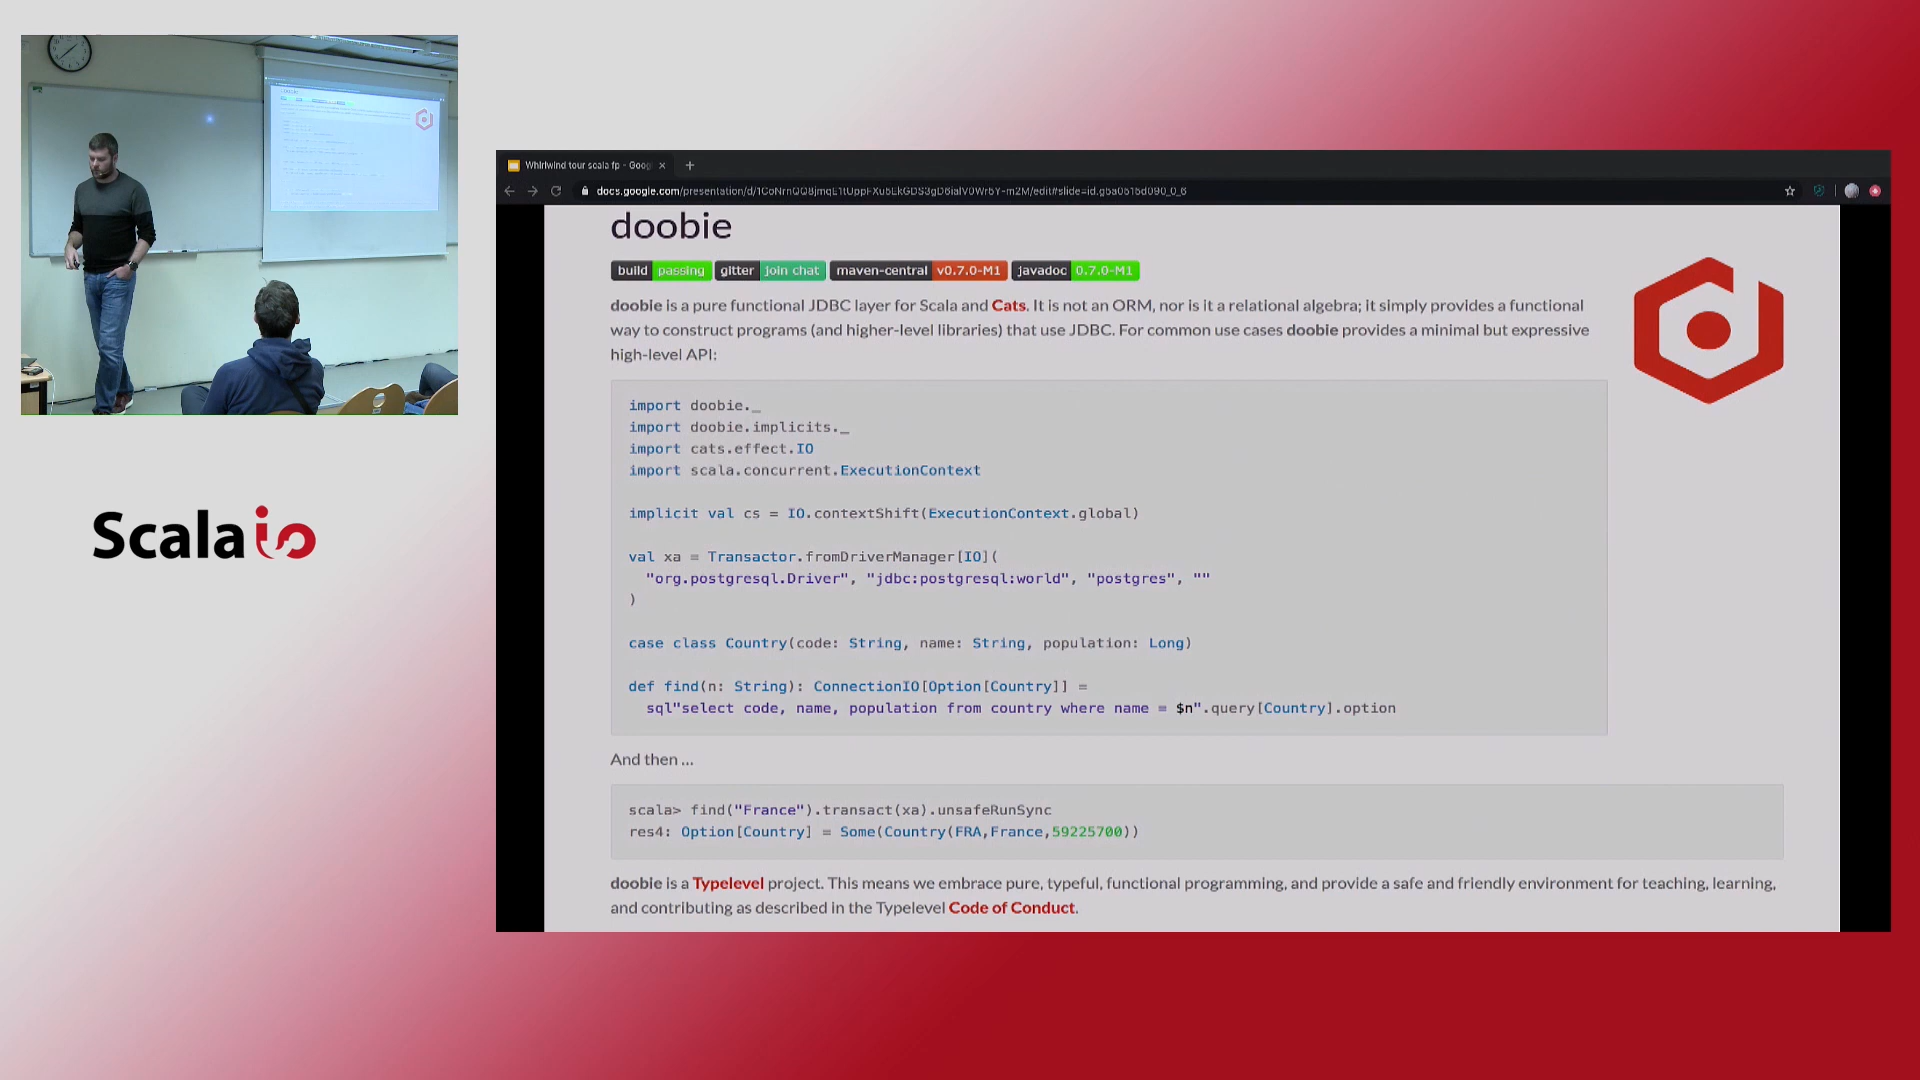 Whirlwind tour scala fp - Goog
docs.google.com/presentation/d/1CoNrnQQ8jmqE1tUppFXu5EkGDS3gD6ialV0Wr5Y-m2M/edit#slide=id.g5a0515d090_0_6
doobie
build passing gitter join chat maven-central v0.7.0-M1 javadoc 0.7.0-M1
doobie is a pure functional JDBC layer for Scala and Cats. It is not an ORM, nor is it a relational algebra; it simply provides a functional
way to construct programs (and higher-level libraries) that use JDBC. For common use cases doobie provides a minimal but expressive
high-level API:
import doobie._
import doobie.implicits._
import cats.effect.IO
import scala.concurrent.ExecutionContext
implicit val cs = IO.contextShift(ExecutionContext.global)
val xa = Transactor.fromDriverManager[IO](
"org.postgresql.Driver", "jdbc:postgresql:world", "postgres", ""
)
case class Country(code: String, name: String, population: Long)
def find(n: String): ConnectionIO[Option[Country]] =
sql"select code, name, population from country where name = $n".query[Country].option
And then ...
scala> find("France").transact(xa).unsafeRunSync
res4: Option[Country] = Some(Country(FRA,France,59225700))
doobie is a Typelevel project. This means we embrace pure, typeful, functional programming, and provide a safe and friendly environment for teaching, learning,
and contributing as described in the Typelevel Code of Conduct.
Scala io